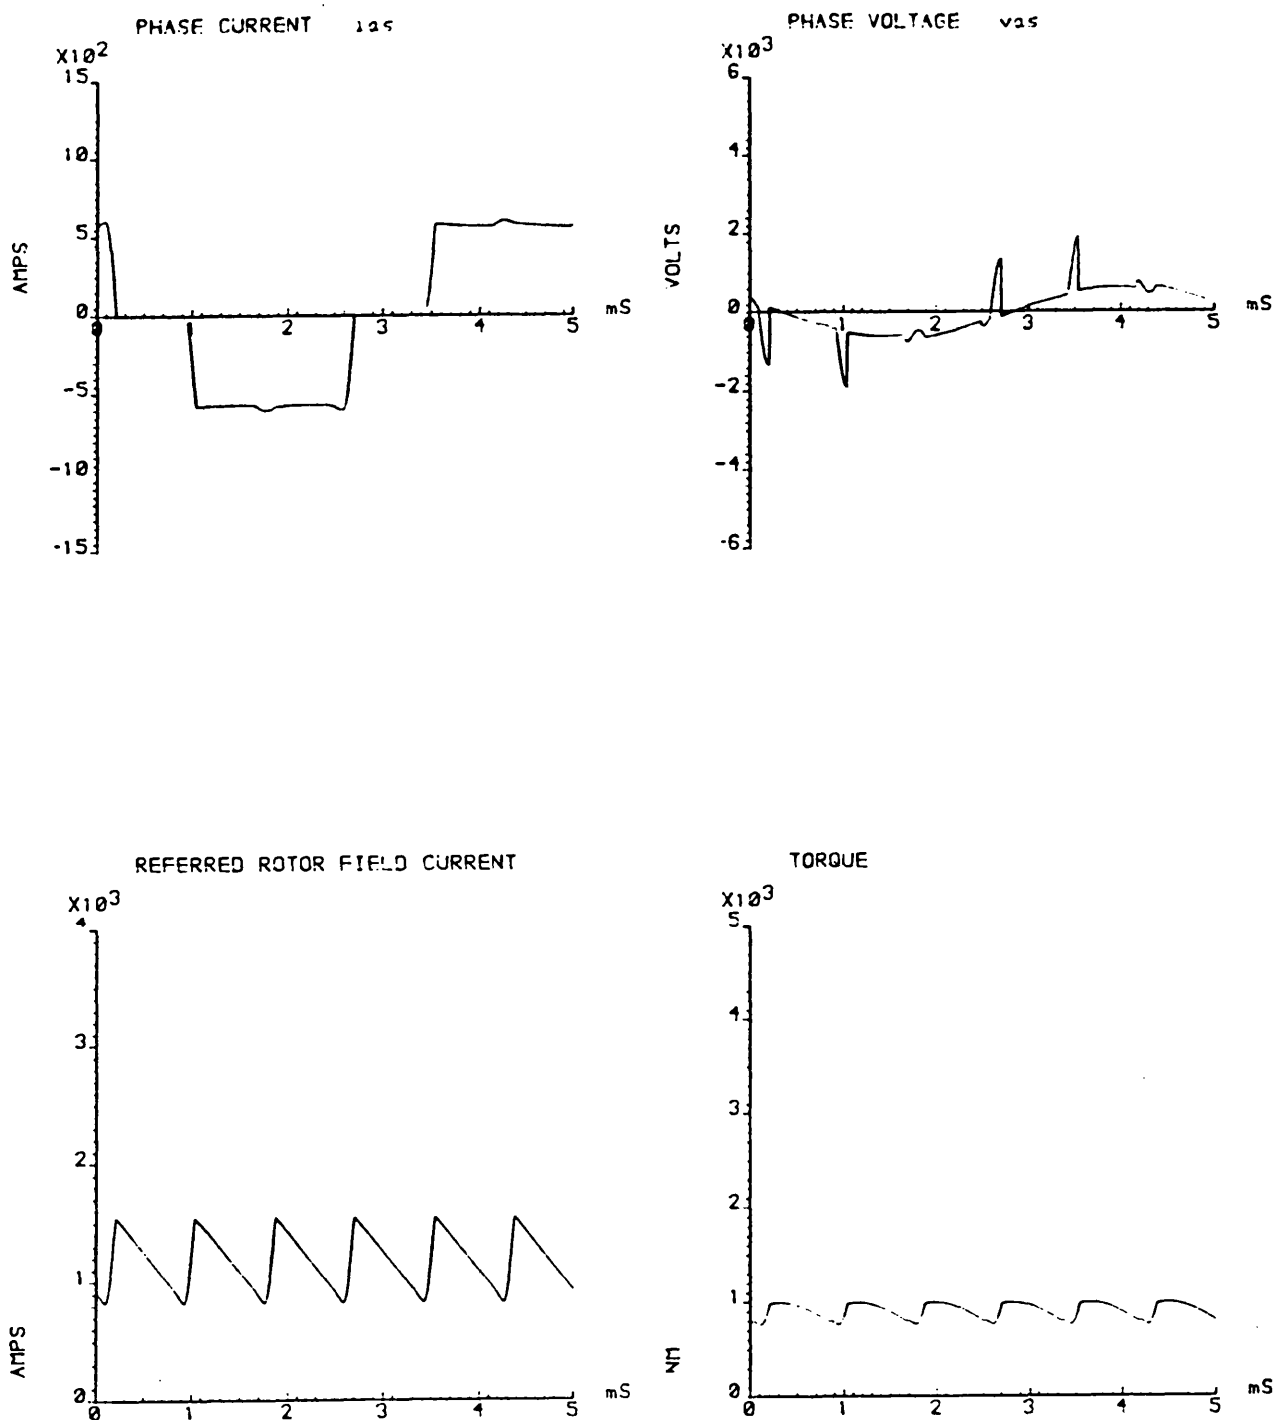 PHASE CURRENT ias
X10²
15
10
5
0
-5
-10
-15
AMPS
0 1 2 3 4 5 mS
PHASE VOLTAGE vas
X10³
6
4
2
0
-2
-4
-6
VOLTS
0 1 2 3 4 5 mS
REFERRED ROTOR FIELD CURRENT
X10³
4
3
2
1
0
AMPS
0 1 2 3 4 5 mS
TORQUE
X10³
5
4
3
2
1
0
NM
0 1 2 3 4 5 mS